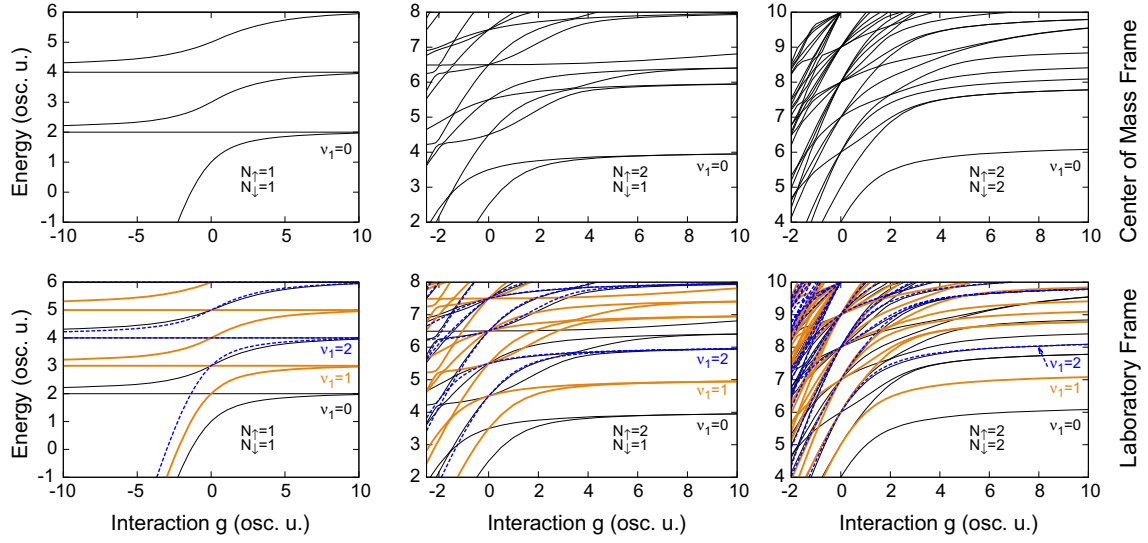 Energy (osc. u.)
6
5
4
3
2
1
0
-1
-10
-5
0
5
10
N↑=1
N↓=1
ν1=0
8
7
6
5
4
3
2
-2
0
2
4
6
8
10
N↑=2
N↓=1
ν1=0
10
9
8
7
6
5
4
-2
0
2
4
6
8
10
N↑=2
N↓=2
ν1=0
Center of Mass Frame
Energy (osc. u.)
6
5
4
3
2
1
0
-1
-10
-5
0
5
10
ν1=2
ν1=1
ν1=0
N↑=1
N↓=1
Interaction g (osc. u.)
8
7
6
5
4
3
2
-2
0
2
4
6
8
10
ν1=2
ν1=1
ν1=0
N↑=2
N↓=1
Interaction g (osc. u.)
10
9
8
7
6
5
4
-2
0
2
4
6
8
10
ν1=2
ν1=1
ν1=0
N↑=2
N↓=2
Interaction g (osc. u.)
Laboratory Frame